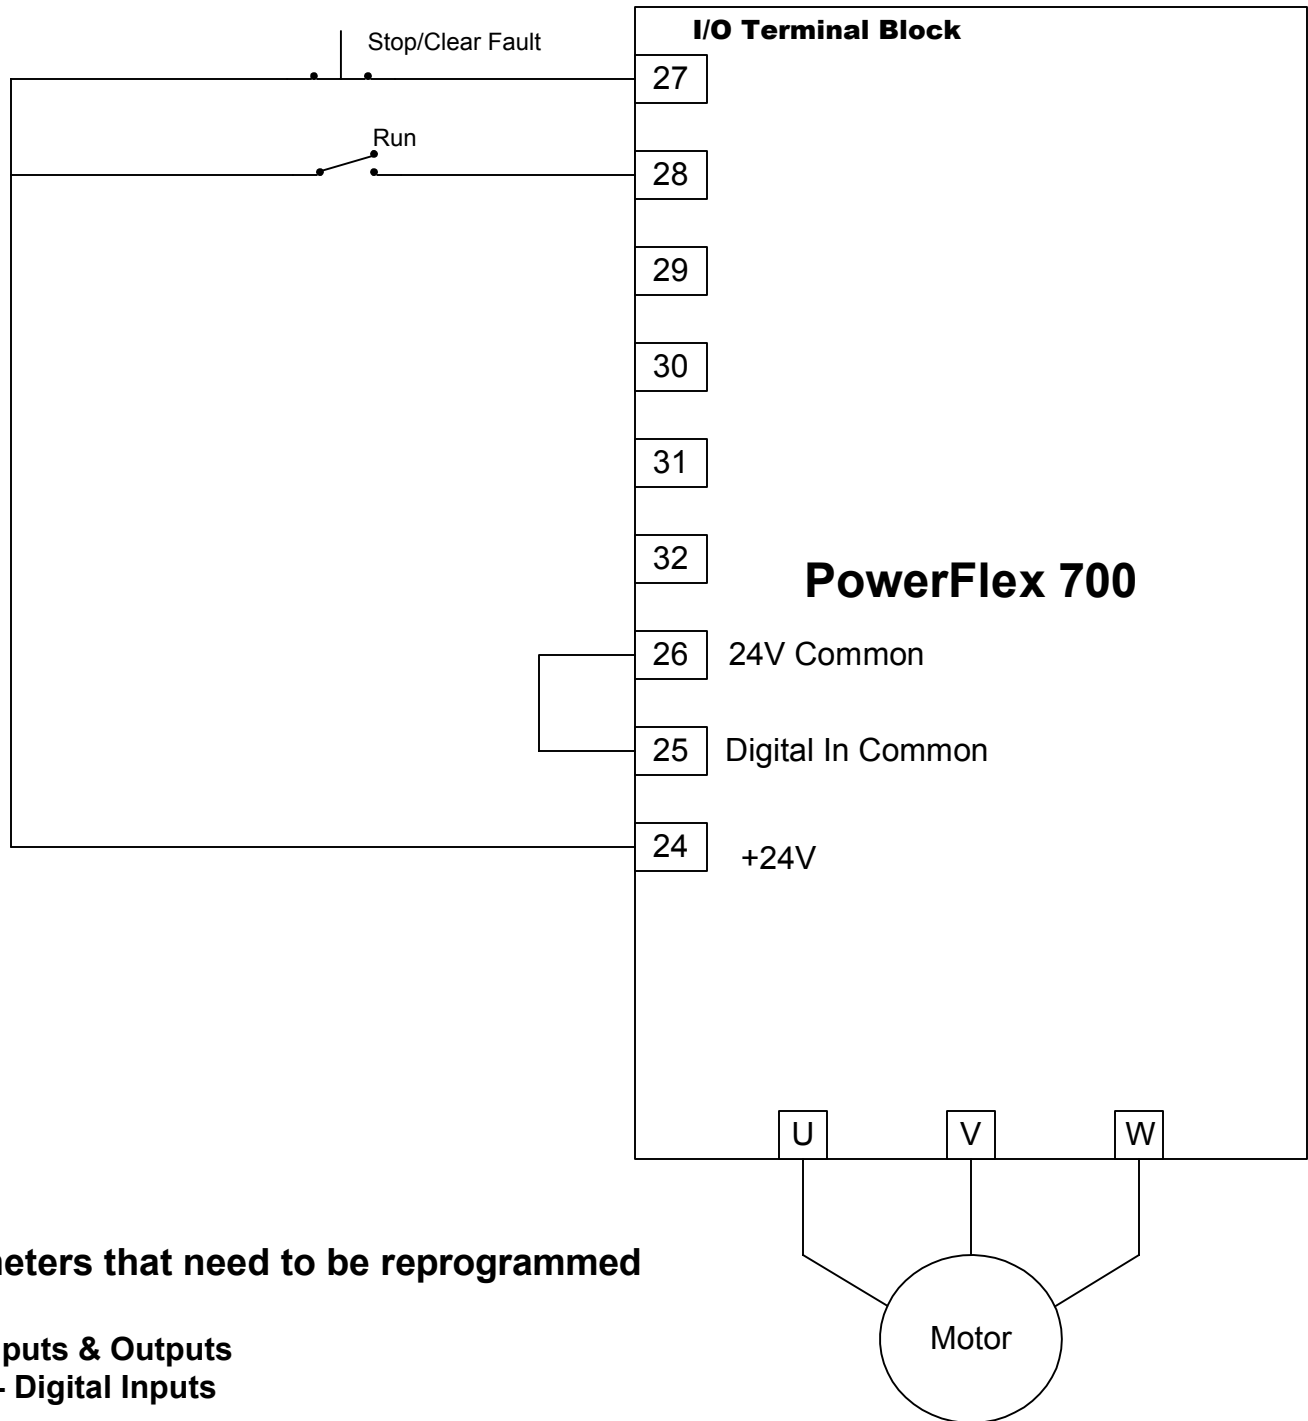 I/O Terminal Block
Stop/Clear Fault
27
Run
28
29
30
31
32
PowerFlex 700
26 24V Common
25 Digital In Common
24 +24V
U V W
Motor
meters that need to be reprogrammed
puts & Outputs
- Digital Inputs